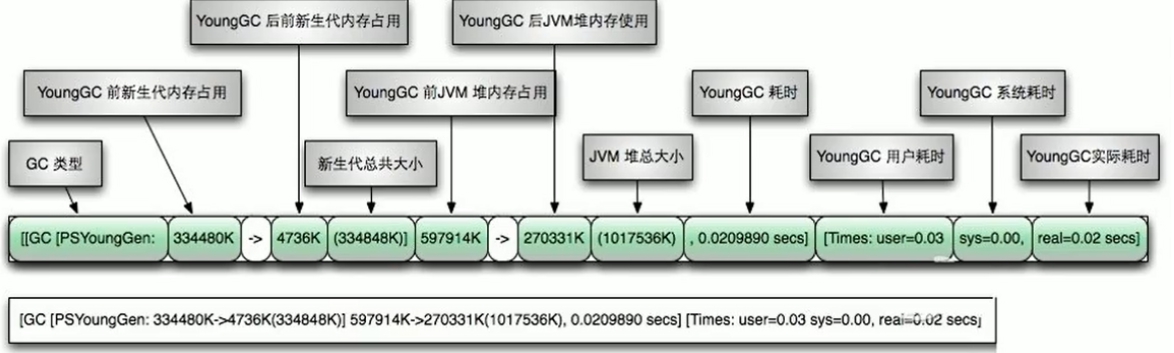 YoungGC 后前新生代内存占用
YoungGC 后JVM堆内存使用
YoungGC 前新生代内存占用
YoungGC 前JVM 堆内存占用
YoungGC 耗时
YoungGC 系统耗时
GC 类型
新生代总共大小
JVM 堆总大小
YoungGC 用户耗时
YoungGC实际耗时
[[GC [PSYoungGen: 334480K -> 4736K (334848K)] 597914K -> 270331K (1017536K) , 0.0209890 secs] [Times: user=0.03 sys=0.00, real=0.02 secs]
[GC [PSYoungGen: 334480K->4736K(334848K)] 597914K->270331K(1017536K), 0.0209890 secs] [Times: user=0.03 sys=0.00, real=0.02 secs]